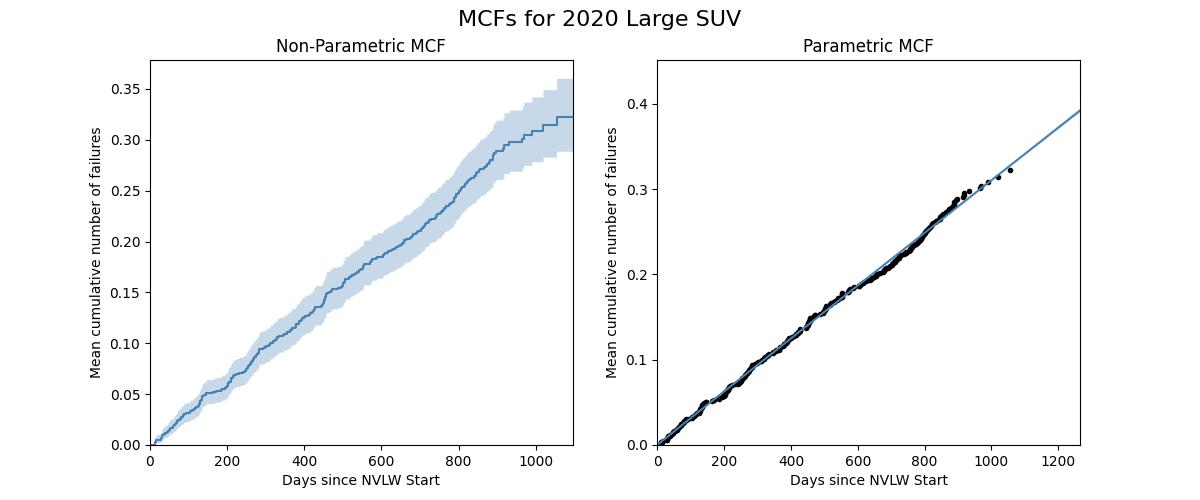 MCFs for 2020 Large SUV
Non-Parametric MCF
Mean cumulative number of failures
0.35
0.30
0.25
0.20
0.15
0.10
0.05
0.00
0 200 400 600 800 1000
Days since NVLW Start
Parametric MCF
Mean cumulative number of failures
0.4
0.3
0.2
0.1
0.0
0 200 400 600 800 1000 1200
Days since NVLW Start